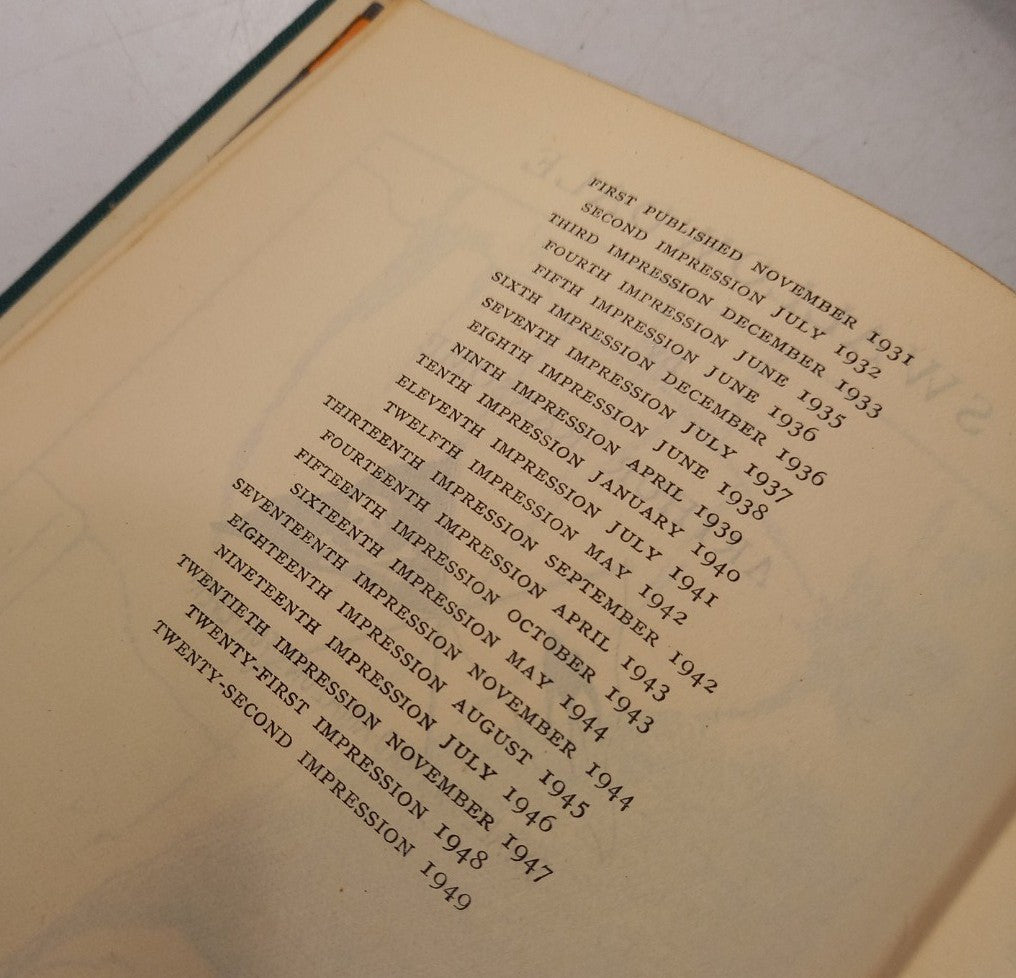 FIRST PUBLISHED NOVEMBER 1931
SECOND IMPRESSION JULY 1932
THIRD IMPRESSION DECEMBER 1933
FOURTH IMPRESSION JUNE 1935
FIFTH IMPRESSION JUNE 1936
SIXTH IMPRESSION DECEMBER 1936
SEVENTH IMPRESSION JULY 1937
EIGHTH IMPRESSION JUNE 1938
NINTH IMPRESSION APRIL 1939
TENTH IMPRESSION JANUARY 1940
ELEVENTH IMPRESSION JULY 1941
TWELFTH IMPRESSION MAY 1942
THIRTEENTH IMPRESSION SEPTEMBER 1942
FOURTEENTH IMPRESSION APRIL 1943
FIFTEENTH IMPRESSION OCTOBER 1943
SIXTEENTH IMPRESSION MAY 1944
SEVENTEENTH IMPRESSION NOVEMBER 1944
EIGHTEENTH IMPRESSION AUGUST 1945
NINETEENTH IMPRESSION JULY 1946
TWENTIETH IMPRESSION NOVEMBER 1947
TWENTY-FIRST IMPRESSION 1948
TWENTY-SECOND IMPRESSION 1949